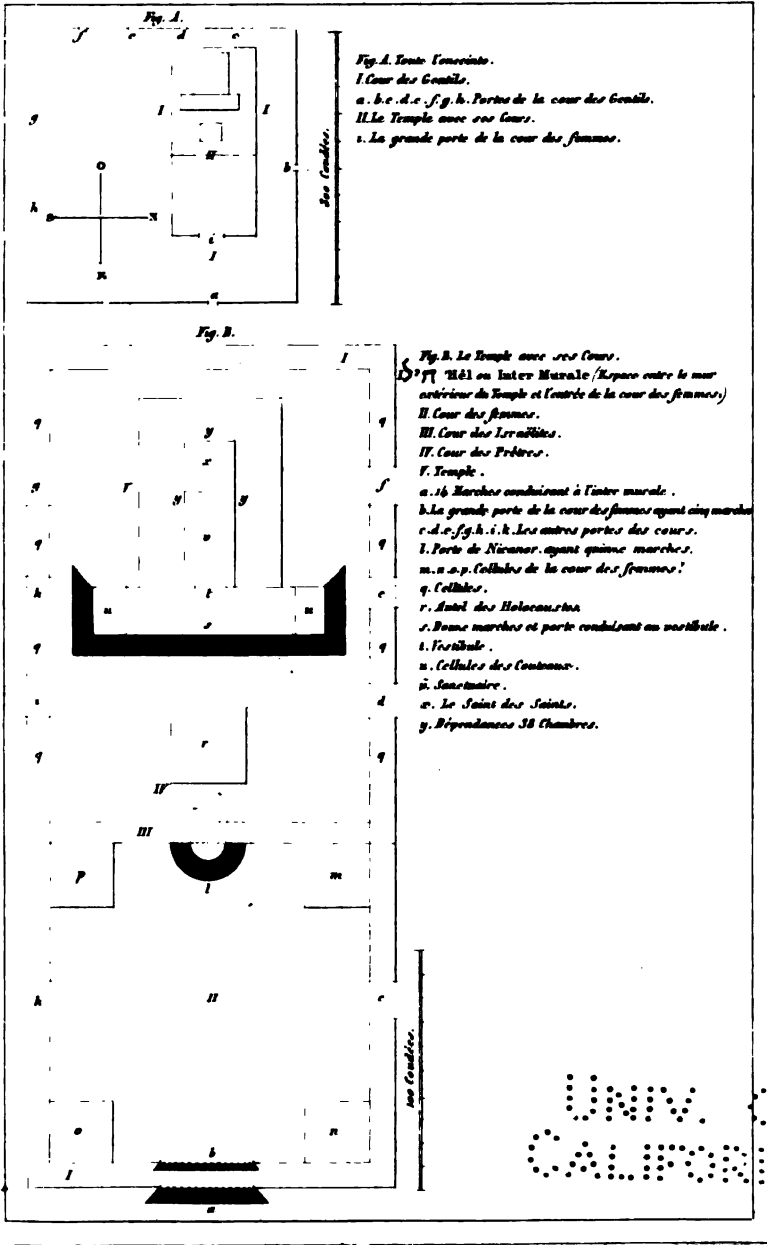 Fig. A.
f e d c
g
I I
II
b
h
O
S N
i
I
a
300 Coudées.
Fig. A. Toute l'enceinte.
I. Cour des Gentils.
a. b. c. d. e. f. g. h. Portes de la cour des Gentils.
II. Le Temple avec ses Cours.
i. La grande porte de la cour des femmes.
Fig. B.
I
q q
y
x
g V y y f
q v q
h t e
u u
s
q q
i d
q r q
IV
III
p l m
k II c
o n
b
I
a
100 Coudées.
Fig. B. Le Temple avec ses Cours.
I. Hêl ou Inter Murale (Espace entre le mur
extérieur du Temple et l'entrée de la cour des femmes.)
II. Cour des femmes.
III. Cour des Israélites.
IV. Cour des Prêtres.
V. Temple.
a. 14 Marches conduisant à l'inter murale.
b. La grande porte de la cour des femmes ayant cinq marches
c. d. e. f. g. h. i. k. Les autres portes des cours.
l. Porte de Nicanor. ayant quinze marches.
m. n. o. p. Cellules de la cour des femmes.
q. Cellules.
r. Autel des Holocaustes.
s. Douze marches et porte conduisant au vestibule.
t. Vestibule.
u. Cellules des Couteaux.
v. Sanctuaire.
x. Le Saint des Saints.
y. Dépendances 38 Chambres.
UNIV.
CALIFOR